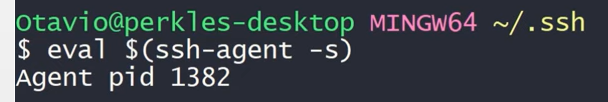 Otavio@perkles-desktop MINGW64 ~/.ssh
$ eval $(ssh-agent -s)
Agent pid 1382